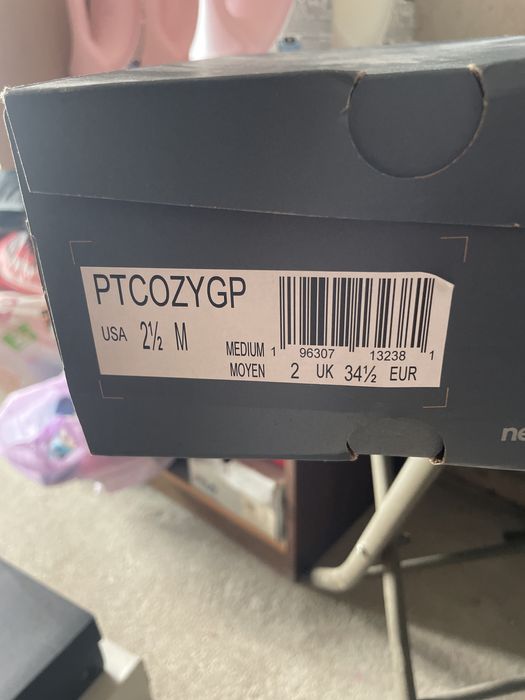 PTCOZYGP
USA 2½ M
MEDIUM
MOYEN
1 96307 13238 1
2 UK 34½ EUR
ne